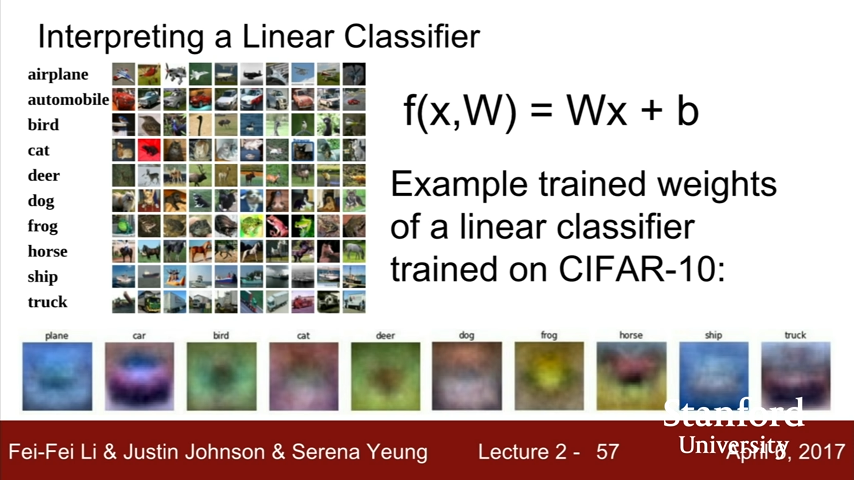 Interpreting a Linear Classifier
airplane
automobile
bird
cat
deer
dog
frog
horse
ship
truck
f(x,W) = Wx + b
Example trained weights
of a linear classifier
trained on CIFAR-10:
plane car bird cat deer dog frog horse ship truck
Fei-Fei Li & Justin Johnson & Serena Yeung Lecture 2 - 57 April 6, 2017
Stanford
University